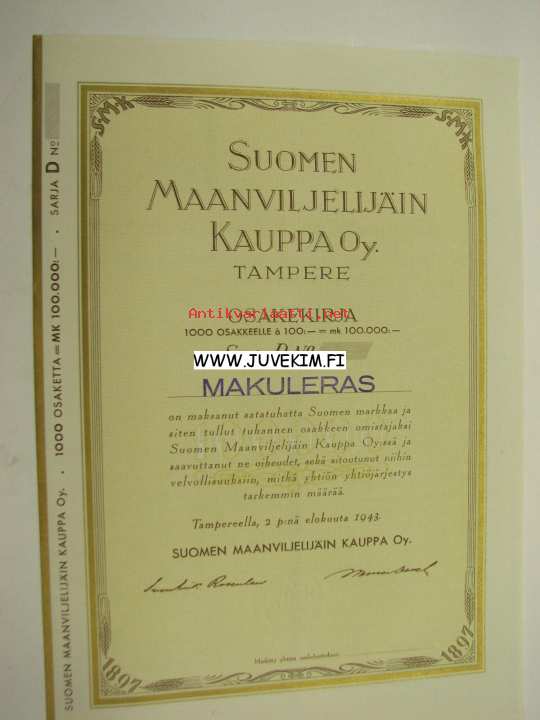 SUOMEN MAANVILJELIJÄIN KAUPPA OY. · 1000 OSAKETTA = MK 100.000:— · SARJA D No
S·M·K
S·M·K
SUOMEN
MAANVILJELIJÄIN
KAUPPA OY.
TAMPERE
Antikvariaatti.net
OSAKEKIRJA
1000 OSAKKEELLE à 100:— = mk 100.000:—
D No
WWW.JUVEKIM.FI
MAKULERAS
on maksanut satatuhatta Suomen markkaa ja
siten tullut tuhannen osakkeen omistajaksi
Suomen Maanviljelijäin Kauppa Oy:ssä ja
saavuttanut ne oikeudet, sekä sitoutunut niihin
velvollisuuksiin, mitkä yhtiön yhtiöjärjestys
tarkemmin määrää.
Tampereella, 2 p:nä elokuuta 1943.
SUOMEN MAANVILJELIJÄIN KAUPPA OY.
1897
1897